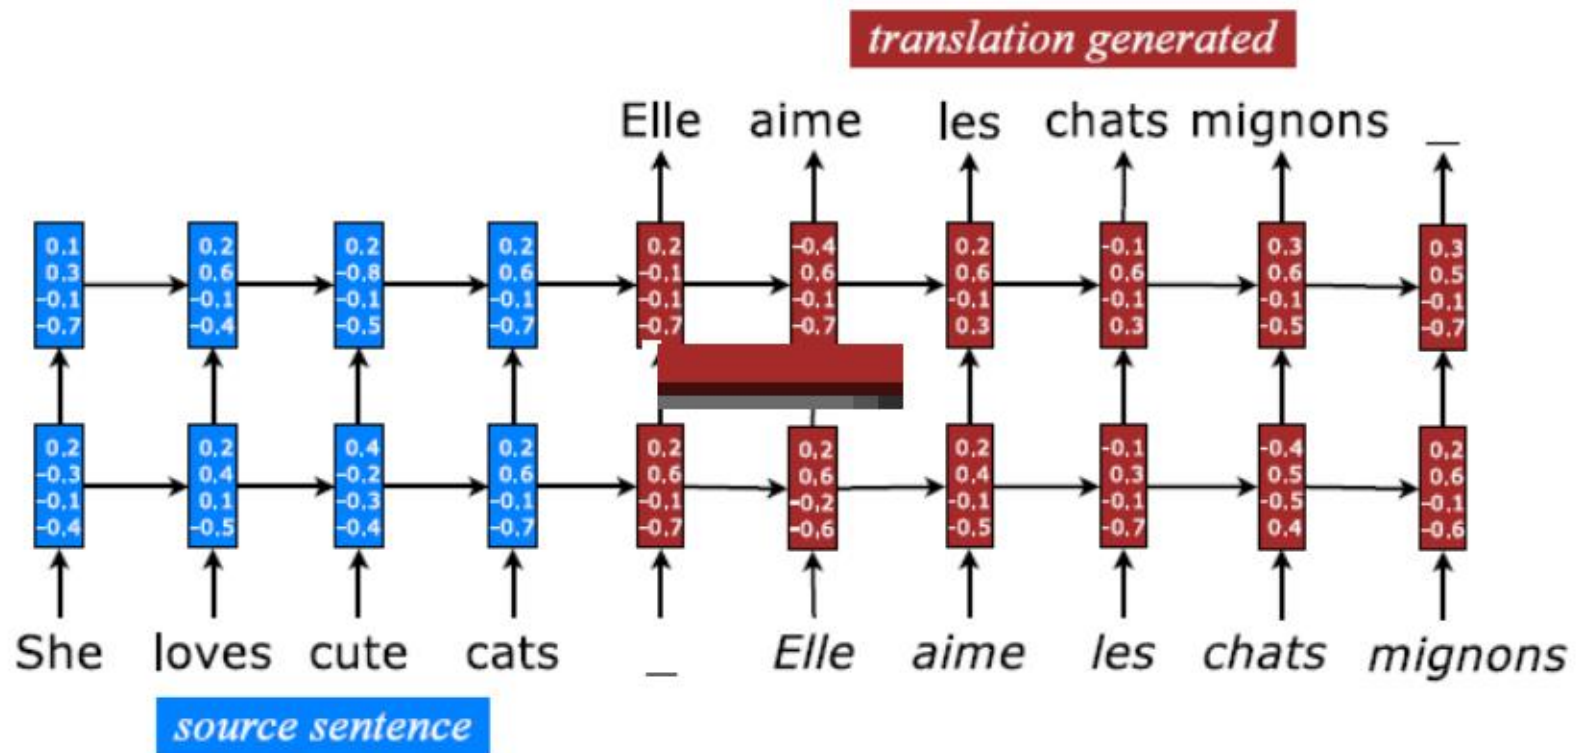 translation generated
Elle aime les chats mignons _
0.1 0.2 0.2 0.2 0.2 -0.4 0.2 -0.1 0.3 0.3
0.3 0.6 -0.8 0.6 -0.1 0.6 0.6 0.6 0.6 0.5
-0.1 -0.1 -0.1 -0.1 -0.1 -0.1 -0.1 -0.1 -0.1 -0.1
-0.7 -0.4 -0.5 -0.7 -0.7 -0.7 0.3 0.3 -0.5 -0.7
0.2 0.2 0.4 0.2 0.2 0.2 0.2 -0.1 -0.4 0.2
-0.3 0.4 -0.2 0.6 0.6 0.6 0.4 0.3 0.5 0.6
-0.1 0.1 -0.3 -0.1 -0.1 -0.2 -0.1 -0.1 -0.5 -0.1
-0.4 -0.5 -0.4 -0.7 -0.7 -0.6 -0.5 -0.7 0.4 -0.6
She loves cute cats _ Elle aime les chats mignons
source sentence